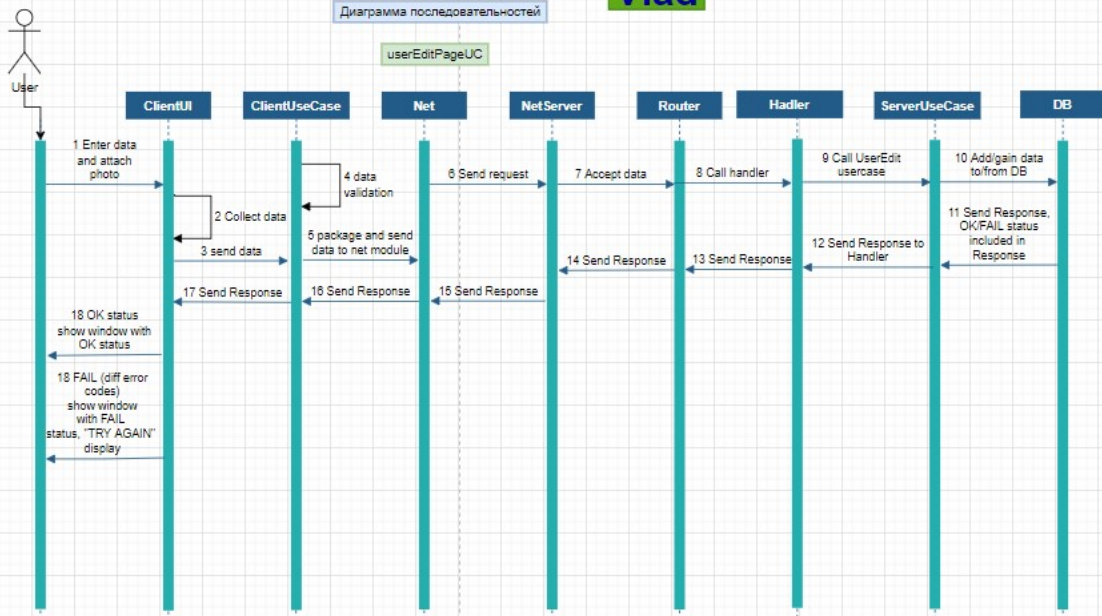 Диаграмма последовательностей
Vlad
userEditPageUC
User
ClientUI
ClientUseCase
Net
NetServer
Router
Hadler
ServerUseCase
DB
1 Enter data
and attach
photo
2 Collect data
3 send data
4 data
validation
5 package and send
data to net module
6 Send request
7 Accept data
8 Call handler
9 Call UserEdit
usercase
10 Add/gain data
to/from DB
11 Send Response,
OK/FAIL status
included in
Response
12 Send Response to
Handler
13 Send Response
14 Send Response
15 Send Response
16 Send Response
17 Send Response
18 OK status
show window with
OK status
18 FAIL (diff error
codes)
show window
with FAIL
status, "TRY AGAIN"
display